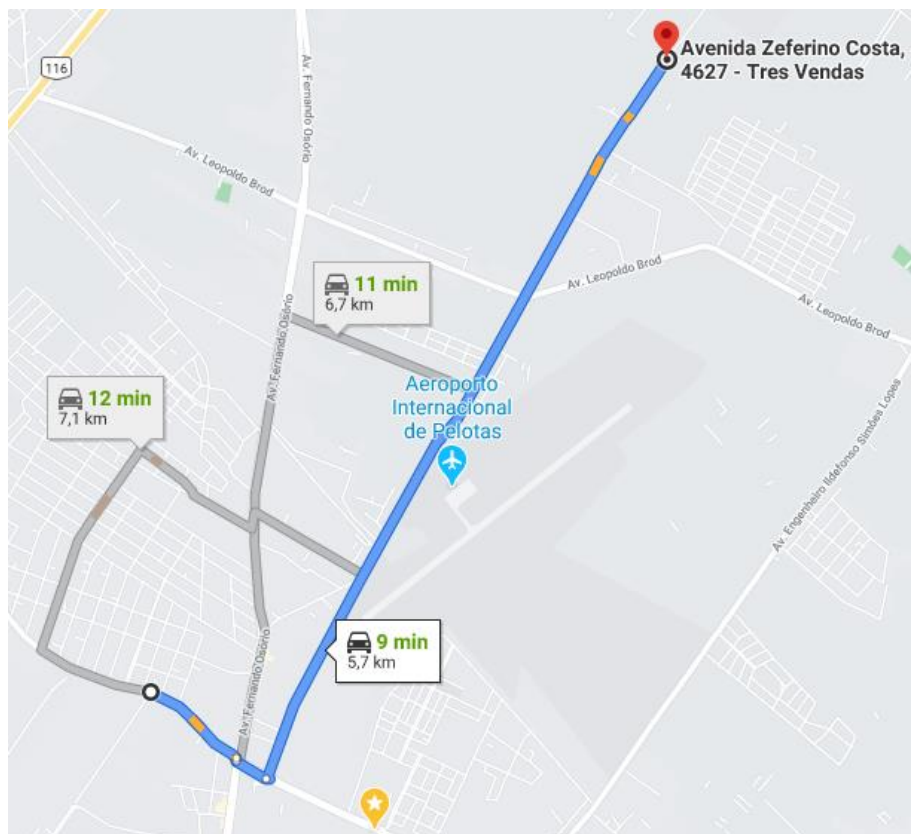 Avenida Zeferino Costa,
4627 - Tres Vendas
116
Av. Fernando Osório
Av. Leopoldo Brod
Av. Leopoldo Brod
Av. Leopoldo Brod
11 min
6,7 km
Av. Fernando Osório
Aeroporto
Internacional
de Pelotas
12 min
7,1 km
Av. Engenheiro Ildefonso Simões Lopes
9 min
5,7 km
Av. Fernando Osório